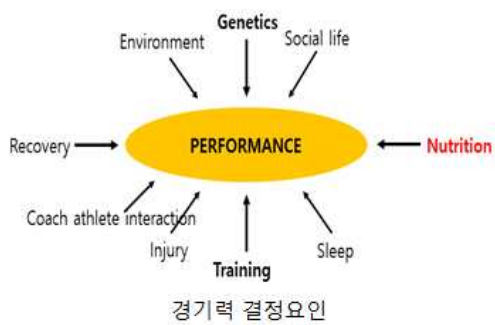 Genetics
Environment
Social life
Recovery
PERFORMANCE
Nutrition
Coach athlete interaction
Injury
Sleep
Training
경기력 결정요인